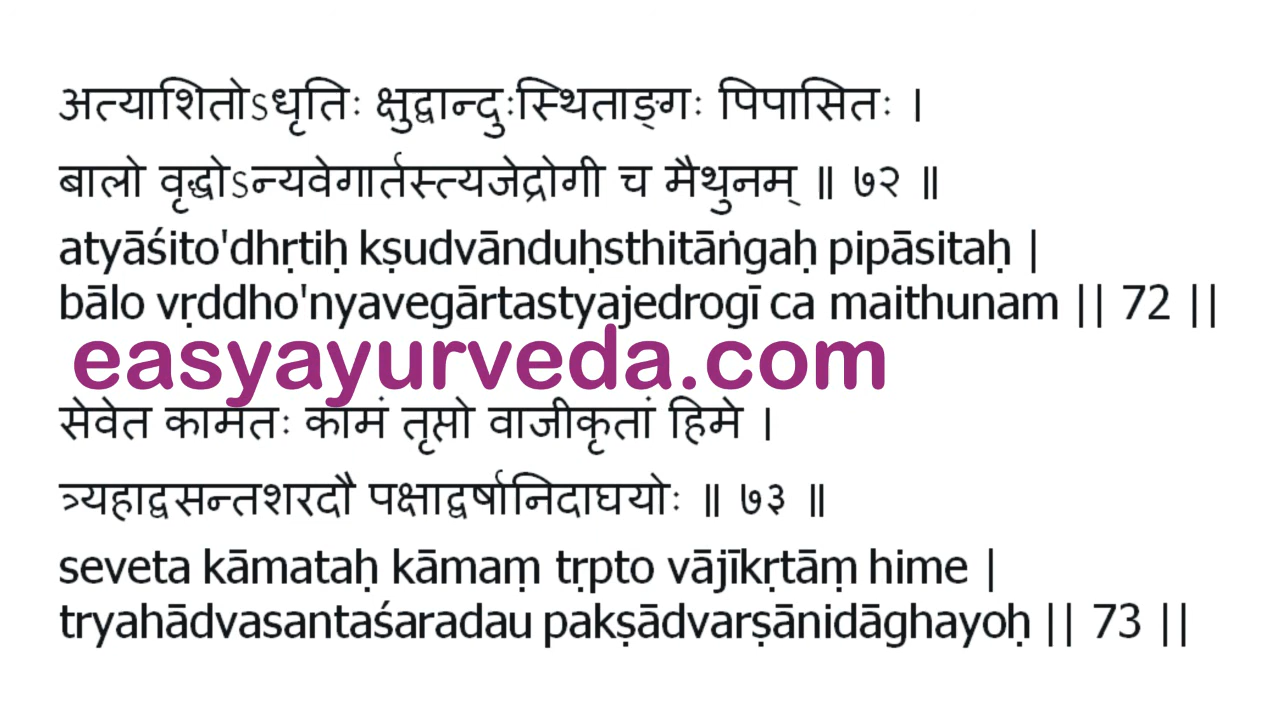 अत्याशितोऽधृतिः क्षुद्वान्दुःस्थिताङ्गः पिपासितः ।
बालो वृद्धोऽन्यवेगार्तस्त्यजेद्रोगी च मैथुनम् ॥ ७२ ॥
atyāśito'dhṛtiḥ kṣudvānduḥsthitāṅgaḥ pipāsitaḥ |
bālo vṛddho'nyavegārtastyajedrogī ca maithunam || 72 ||
easyayurveda.com
सेवेत कामतः कामं तृप्तो वाजीकृतां हिमे ।
त्र्यहाद्वसन्तशरदौ पक्षाद्वर्षानिदाघयोः ॥ ७३ ॥
seveta kāmataḥ kāmaṃ tṛpto vājīkṛtāṃ hime |
tryahādvasantaśaradau pakṣādvarṣānidāghayoḥ || 73 ||